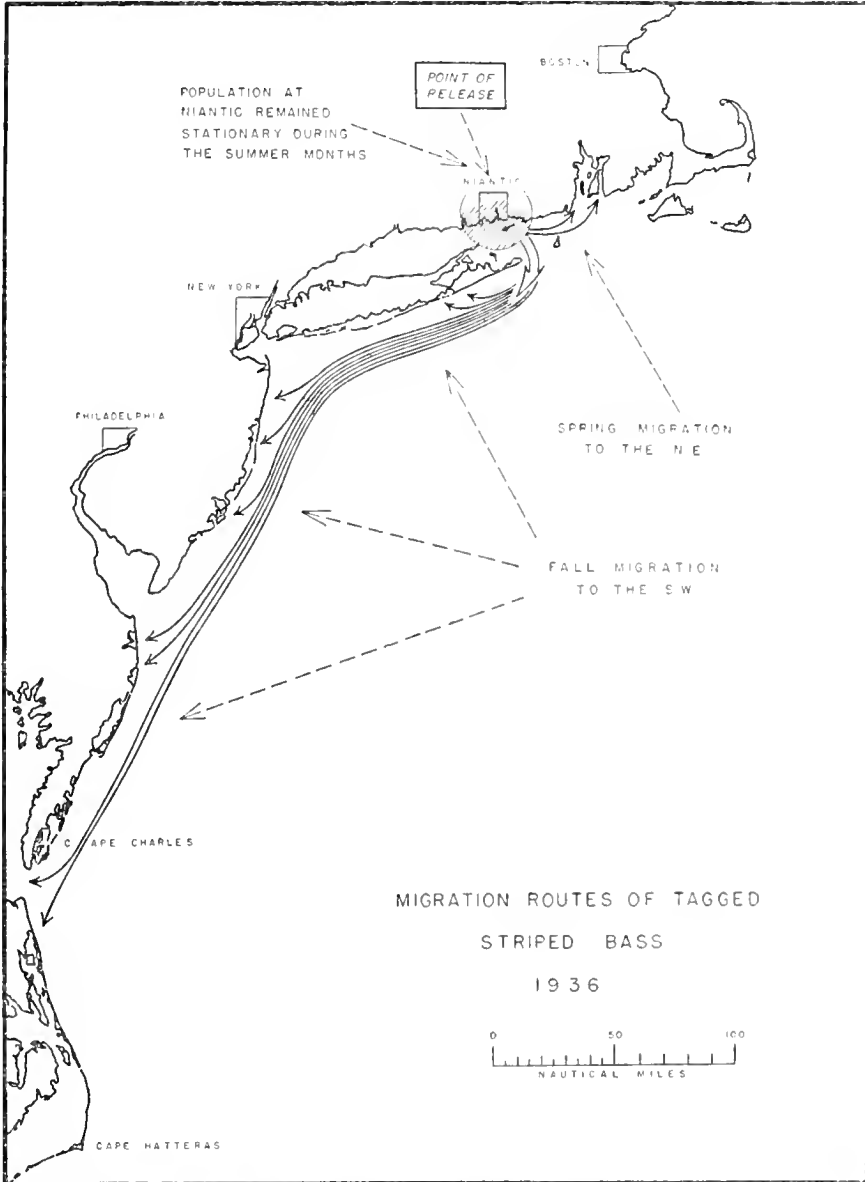 BOSTON
POINT OF
RELEASE
POPULATION AT
NIANTIC REMAINED
STATIONARY DURING
THE SUMMER MONTHS
NIANTIC
NEW YORK
PHILADELPHIA
SPRING MIGRATION
TO THE NE
FALL MIGRATION
TO THE SW
CAPE CHARLES
MIGRATION ROUTES OF TAGGED
STRIPED BASS
1936
0 50 100
NAUTICAL MILES
CAPE HATTERAS